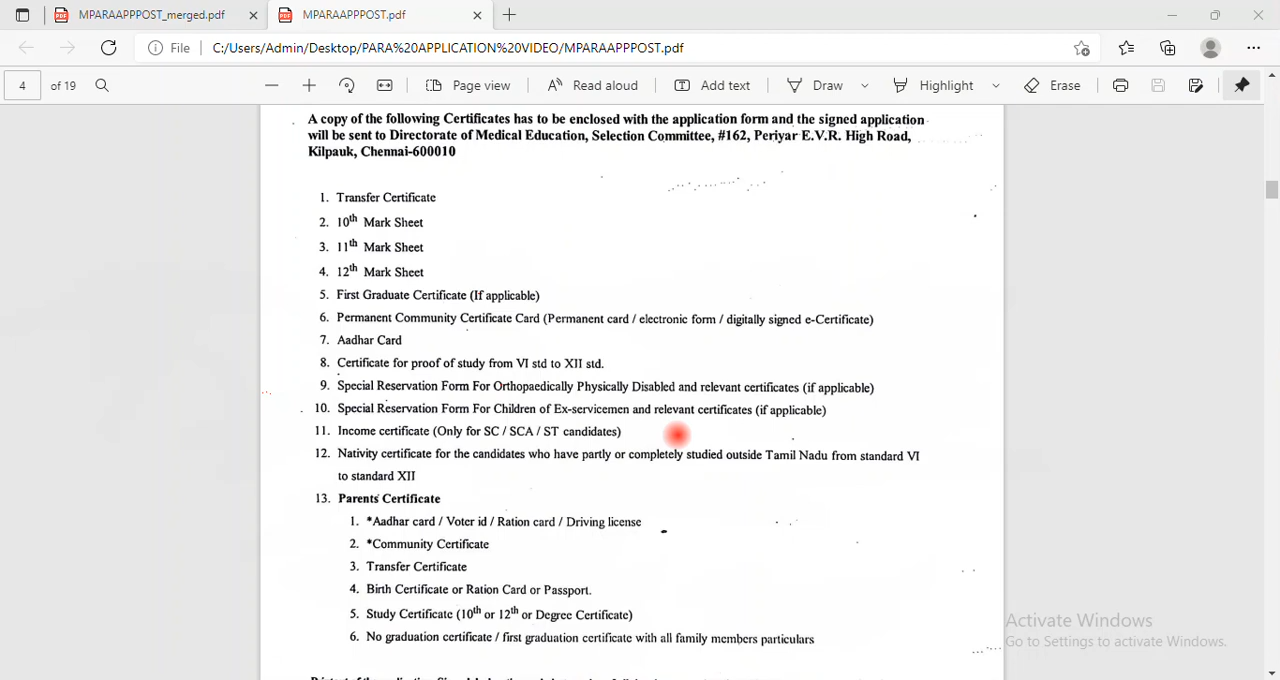 MPARAAPPPOST_merged.pdf
MPARAAPPPOST.pdf
File
C:/Users/Admin/Desktop/PARA%20APPLICATION%20VIDEO/MPARAAPPPOST.pdf
4 of 19 Page view Read aloud Add text Draw Highlight Erase
A copy of the following Certificates has to be enclosed with the application form and the signed application
will be sent to Directorate of Medical Education, Selection Committee, #162, Periyar E.V.R. High Road,
Kilpauk, Chennai-600010
1. Transfer Certificate
2. 10th Mark Sheet
3. 11th Mark Sheet
4. 12th Mark Sheet
5. First Graduate Certificate (If applicable)
6. Permanent Community Certificate Card (Permanent card / electronic form / digitally signed e-Certificate)
7. Aadhar Card
8. Certificate for proof of study from VI std to XII std.
9. Special Reservation Form For Orthopaedically Physically Disabled and relevant certificates (if applicable)
10. Special Reservation Form For Children of Ex-servicemen and relevant certificates (if applicable)
11. Income certificate (Only for SC / SCA / ST candidates)
12. Nativity certificate for the candidates who have partly or completely studied outside Tamil Nadu from standard VI
to standard XII
13. Parents Certificate
1. *Aadhar card / Voter id / Ration card / Driving license
2. *Community Certificate
3. Transfer Certificate
4. Birth Certificate or Ration Card or Passport.
5. Study Certificate (10th or 12th or Degree Certificate)
6. No graduation certificate / first graduation certificate with all family members particulars
Activate Windows
Go to Settings to activate Windows.